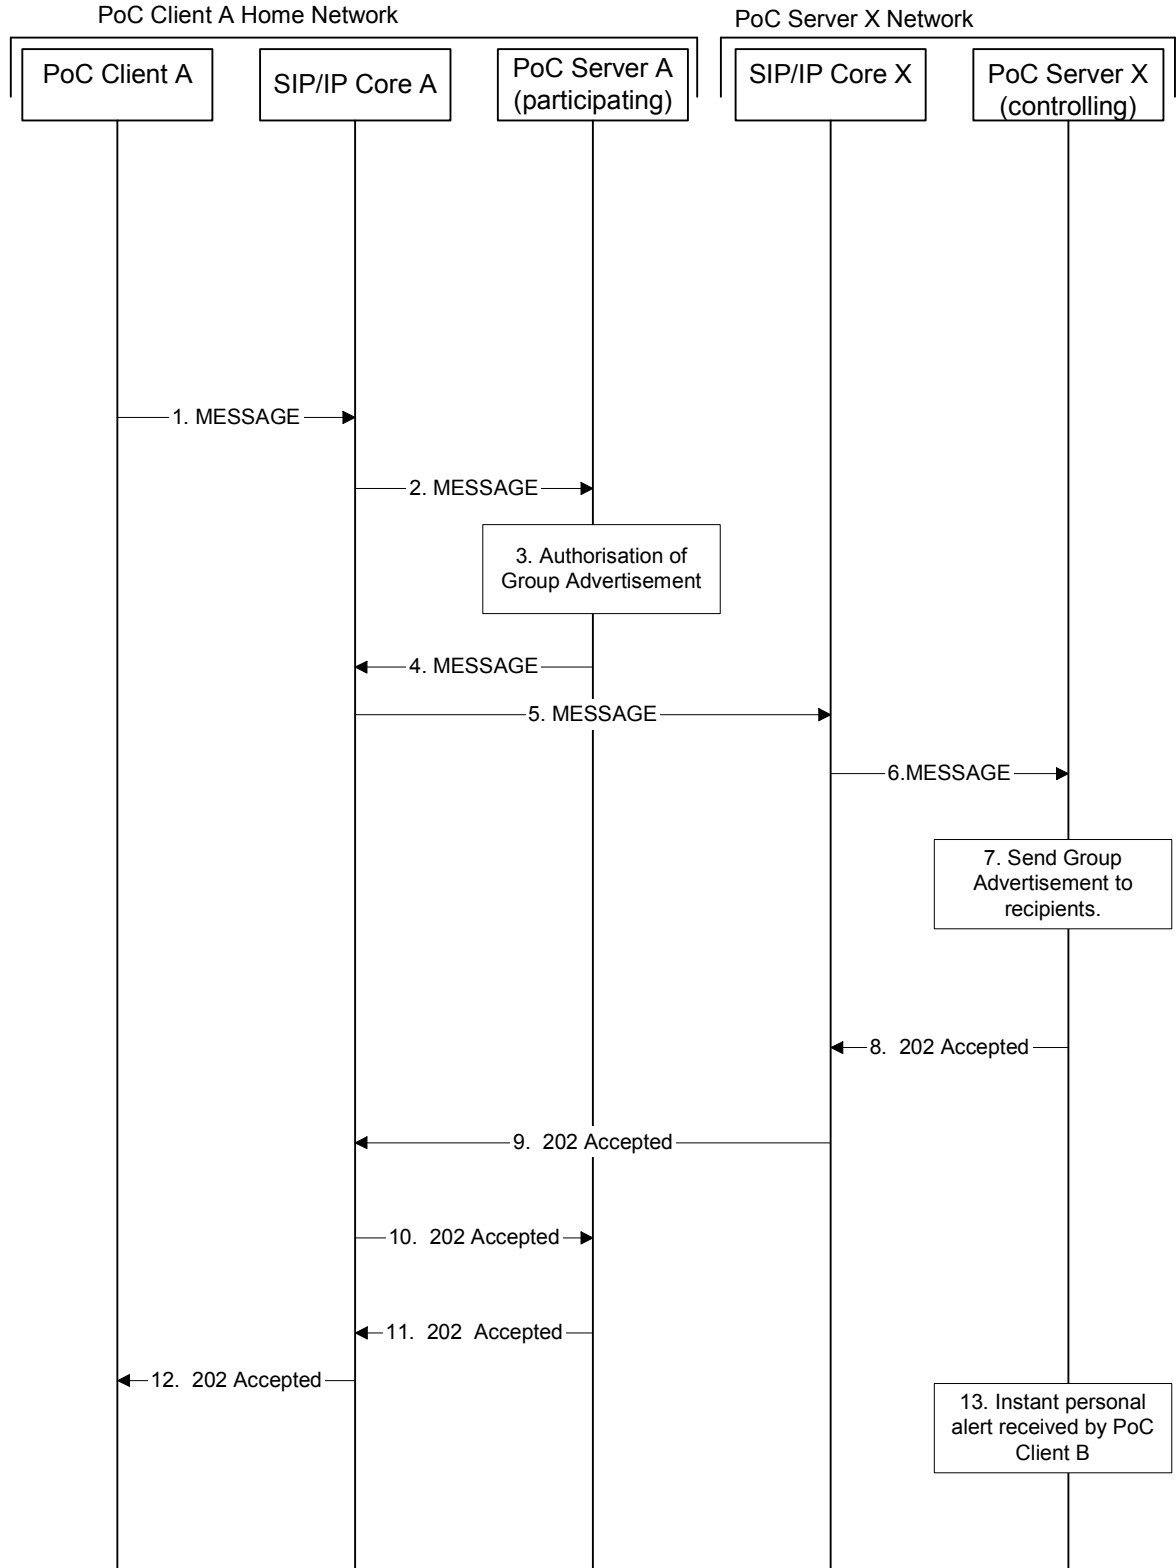 PoC Client A Home Network
PoC Server X Network
PoC Client A
SIP/IP Core A
PoC Server A
(participating)
SIP/IP Core X
PoC Server X
(controlling)
1. MESSAGE
2. MESSAGE
3. Authorisation of
Group Advertisement
4. MESSAGE
5. MESSAGE
6.MESSAGE
7. Send Group
Advertisement to
recipients.
8. 202 Accepted
9. 202 Accepted
10. 202 Accepted
11. 202 Accepted
12. 202 Accepted
13. Instant personal
alert received by PoC
Client B